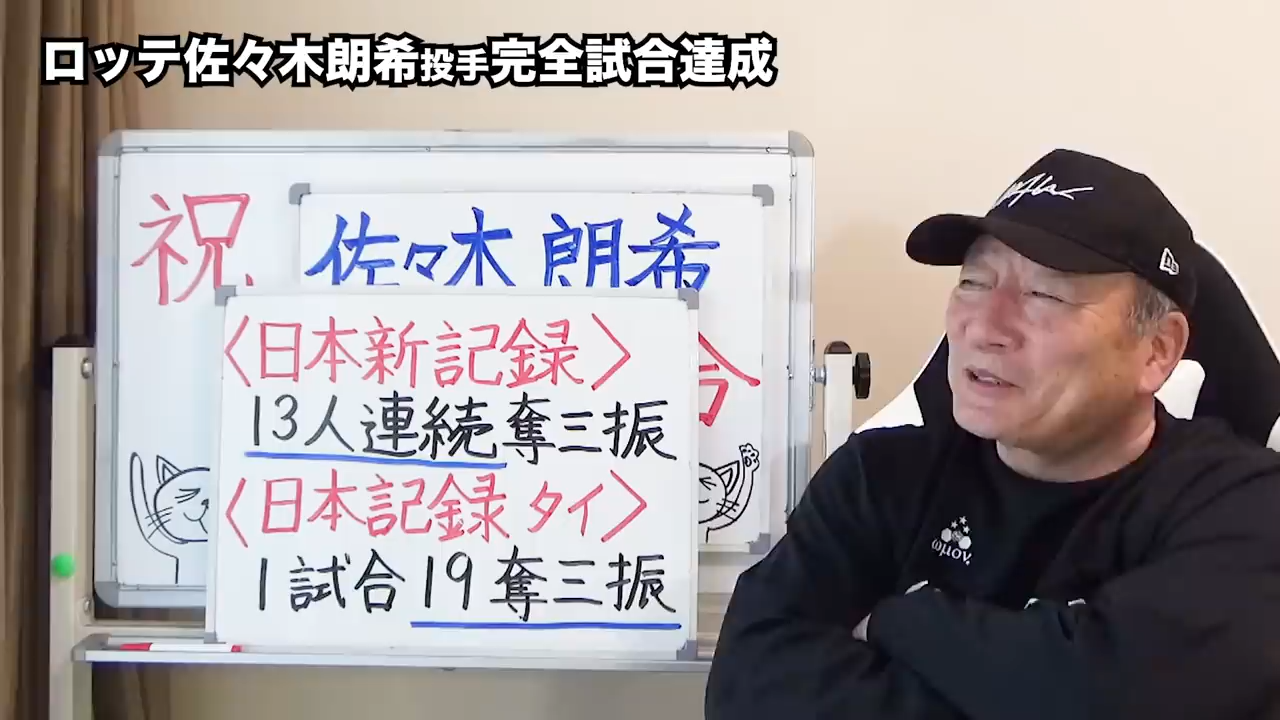 ロッテ佐々木朗希投手完全試合達成
祝
佐々木 朗希
〈日本新記録〉
13人連続奪三振
〈日本記録タイ〉
1試合19奪三振
ωμον